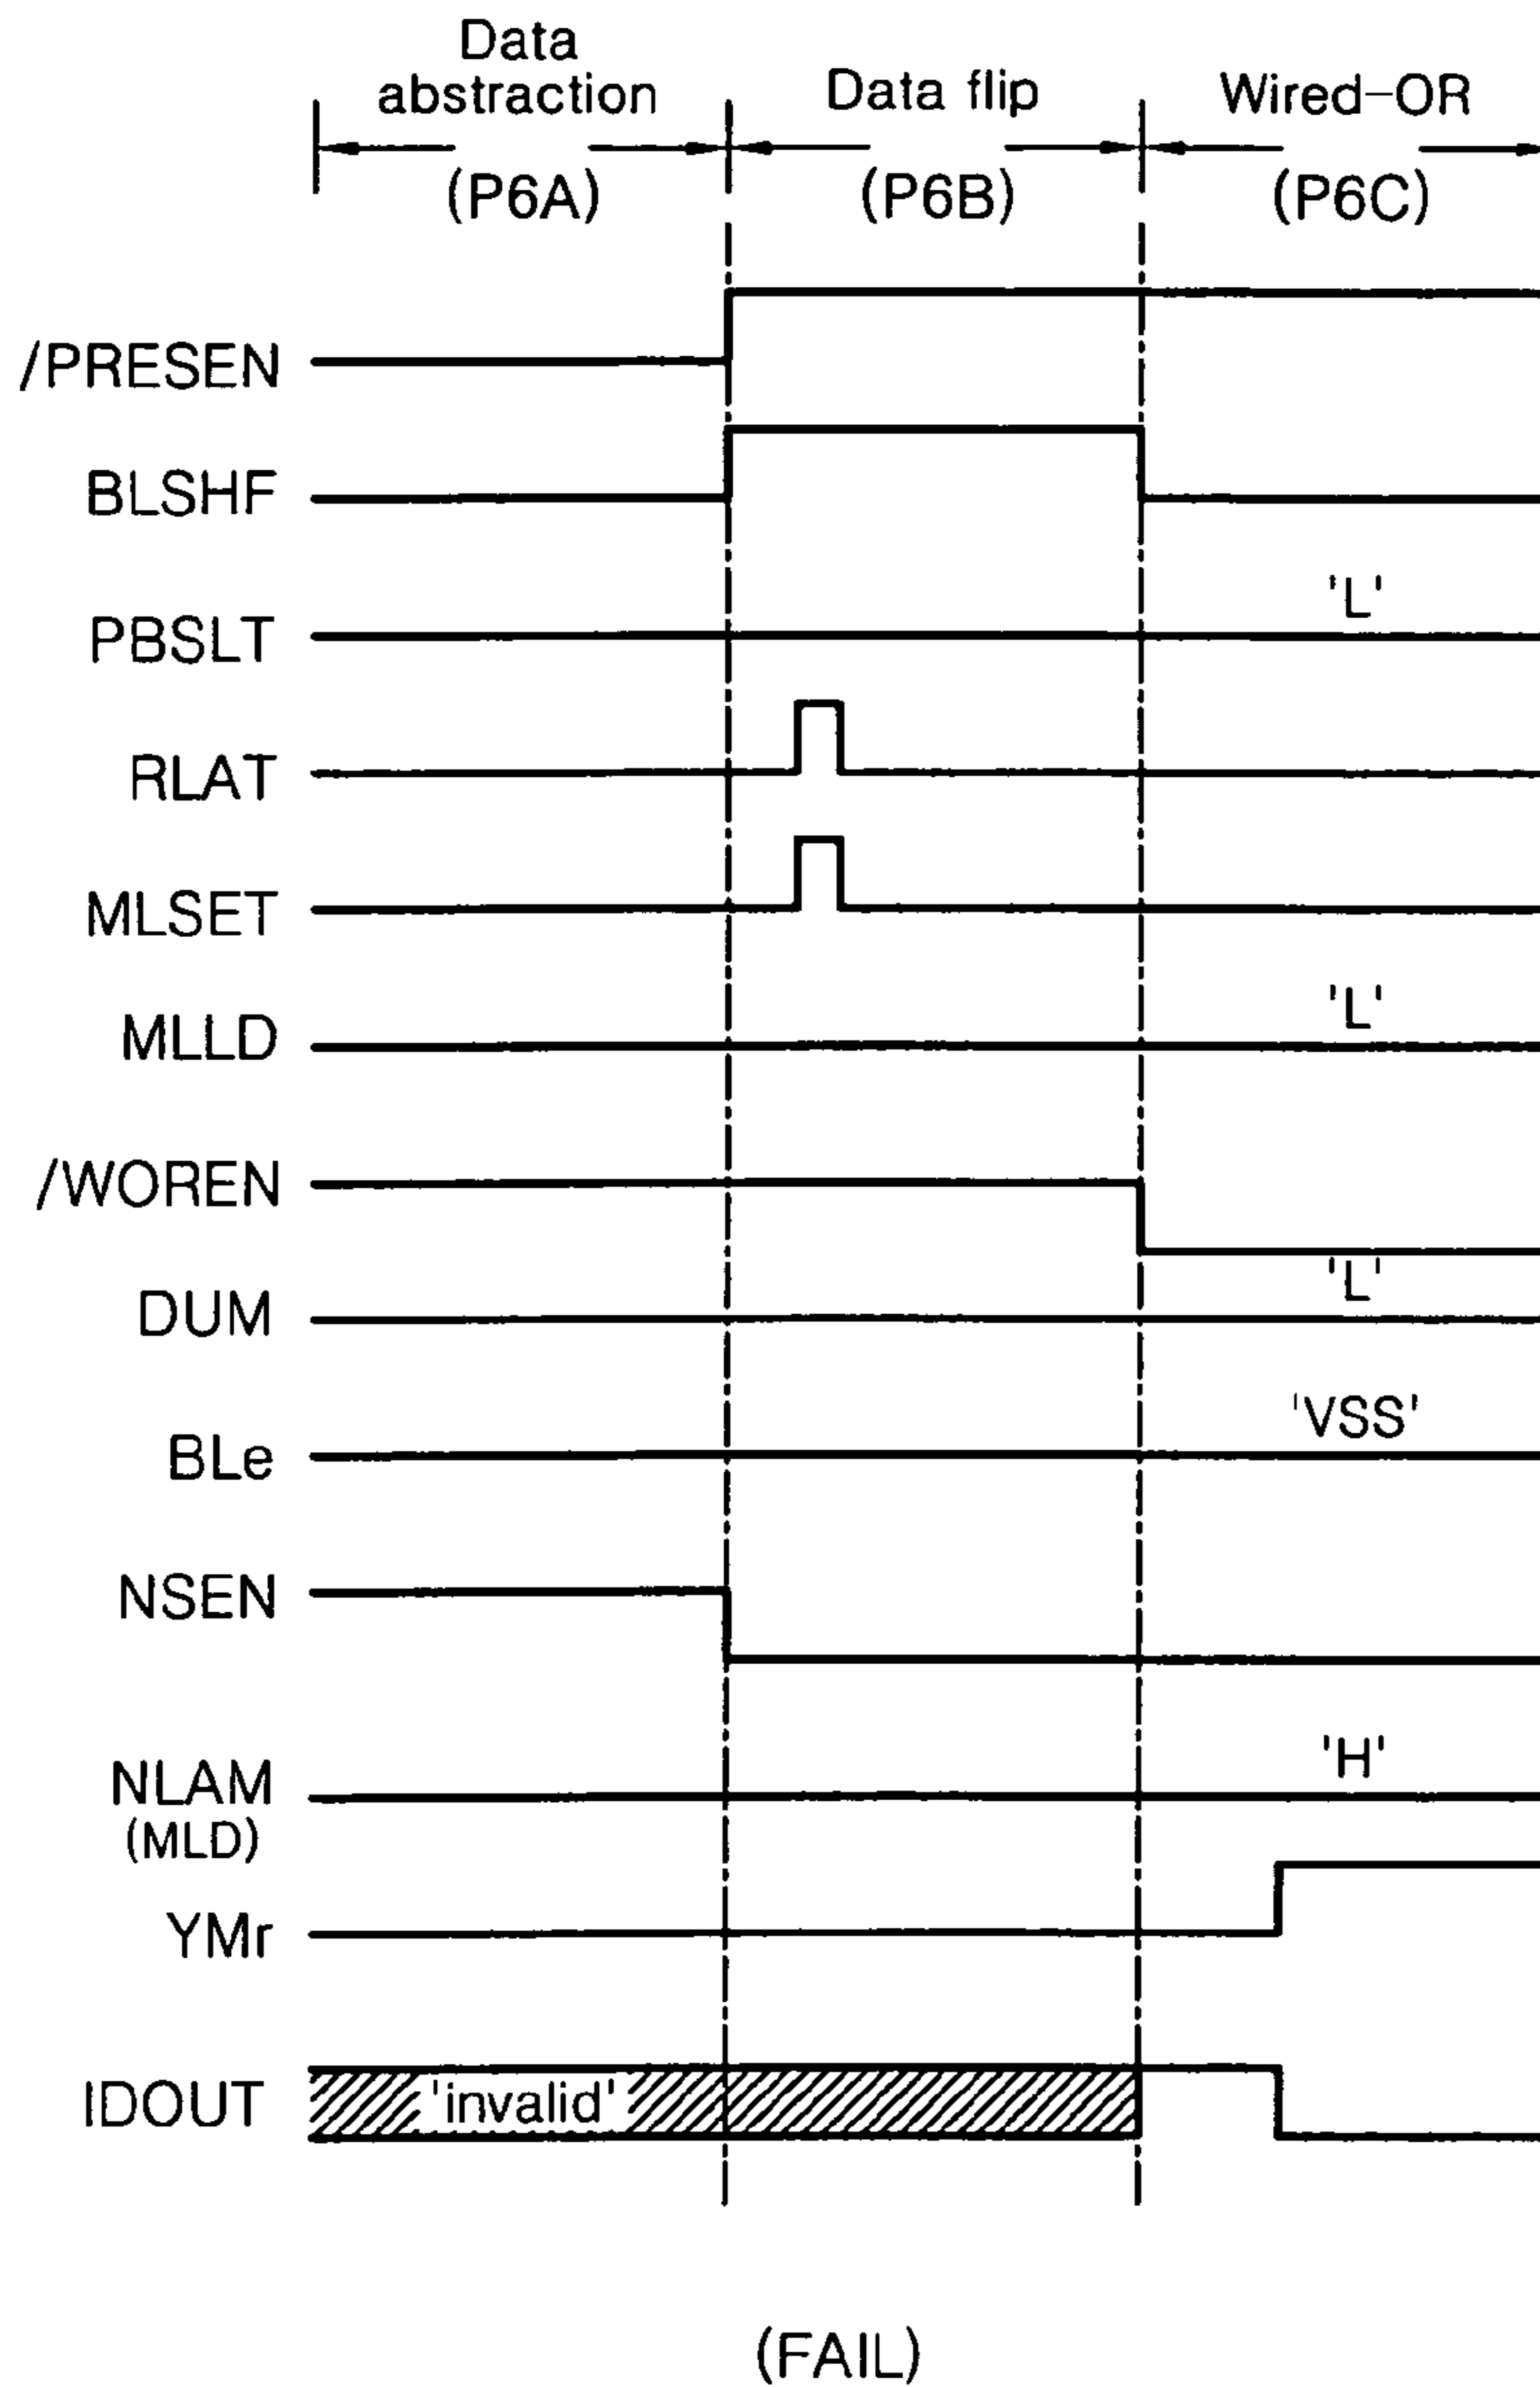 Data
abstraction
Data flip
Wired-OR
(P6A)
(P6B)
(P6C)
/PRESEN
BLSHF
'L'
PBSLT
RLAT
MLSET
'L'
MLLD
/WOREN
'L'
DUM
'VSS'
BLe
NSEN
'H'
NLAM
(MLD)
YMr
IDOUT
'invalid'
(FAIL)